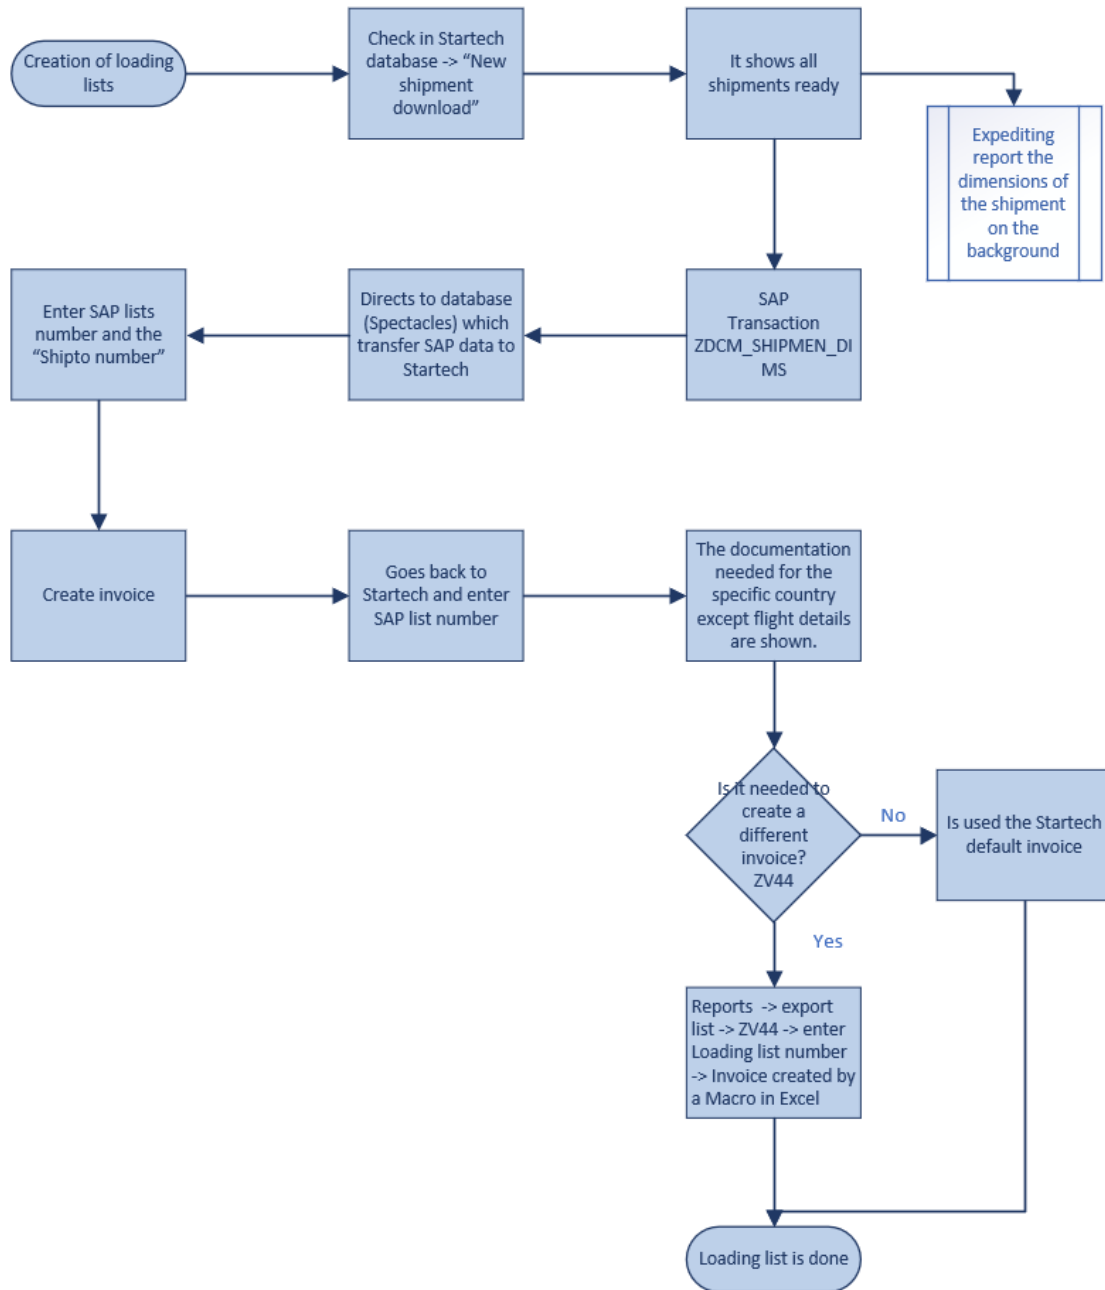 Creation of loading
lists
Check in Startech
database -> “New
shipment
download”
It shows all
shipments ready
Expediting
report the
dimensions of
the shipment
on the
background
Enter SAP lists
number and the
“Shipto number”
Directs to database
(Spectacles) which
transfer SAP data to
Startech
SAP
Transaction
ZDCM_SHIPMEN_DI
MS
Create invoice
Goes back to
Startech and enter
SAP list number
The documentation
needed for the
specific country
except flight details
are shown.
Is it needed to
create a
different
invoice?
ZV44
No
Is used the Startech
default invoice
Yes
Reports -> export
list -> ZV44 -> enter
Loading list number
-> Invoice created by
a Macro in Excel
Loading list is done